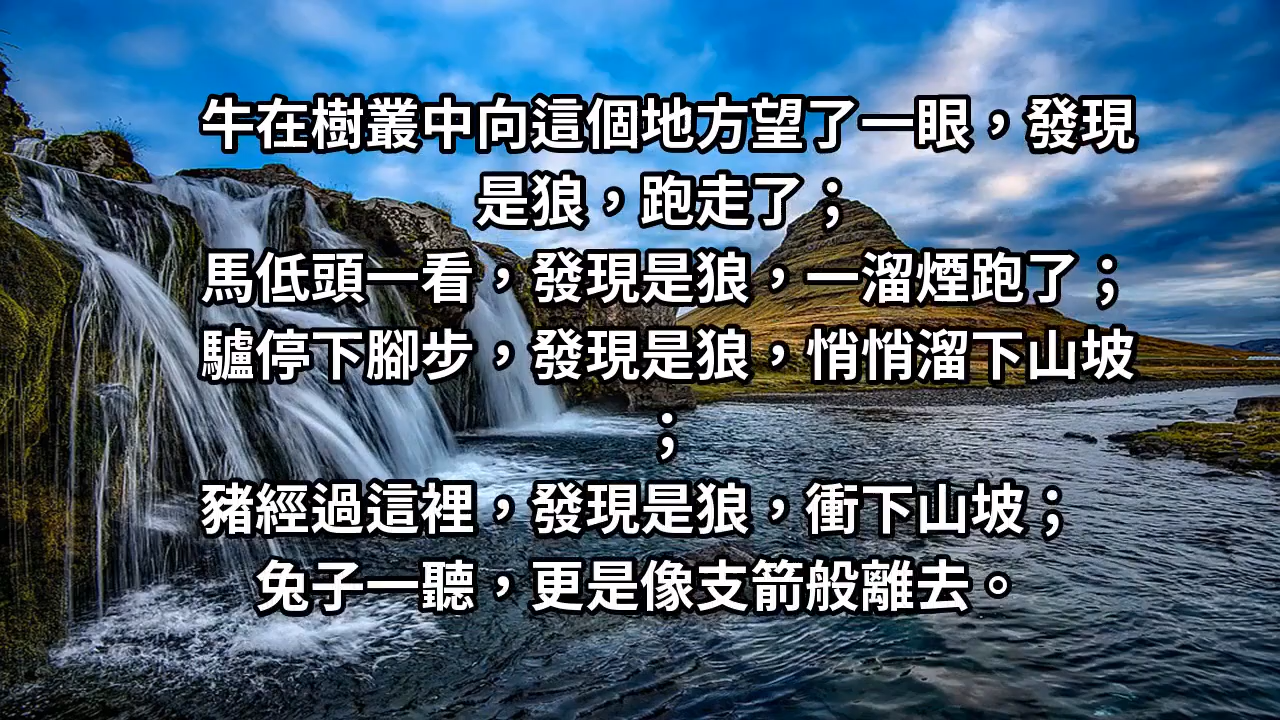 牛在樹叢中向這個地方望了一眼，發現
是狼，跑走了；
馬低頭一看，發現是狼，一溜煙跑了；
驢停下腳步，發現是狼，悄悄溜下山坡
；
豬經過這裡，發現是狼，衝下山坡；
兔子一聽，更是像支箭般離去。